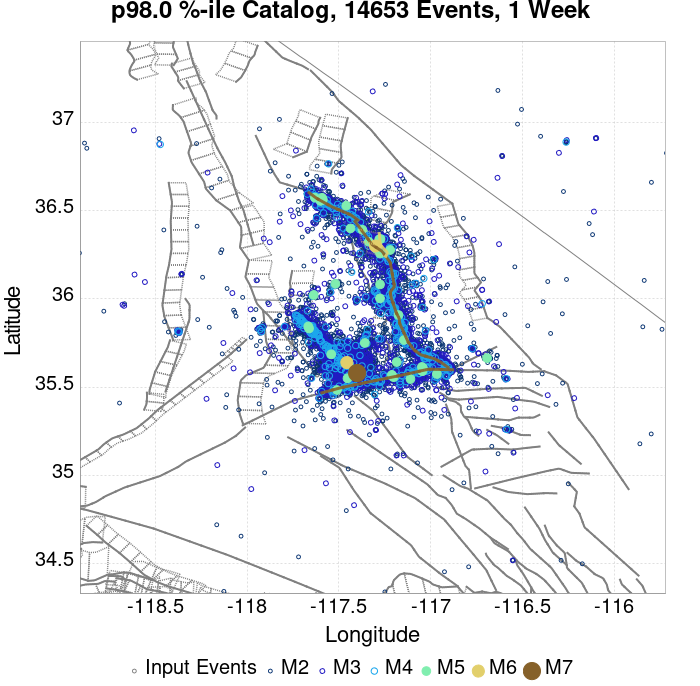 p98.0 %-ile Catalog, 14653 Events, 1 Week
37
36.5
36
35.5
35
34.5
Latitude
-118.5 -118 -117.5 -117 -116.5 -116
Longitude
Input Events M2 M3 M4 M5 M6 M7